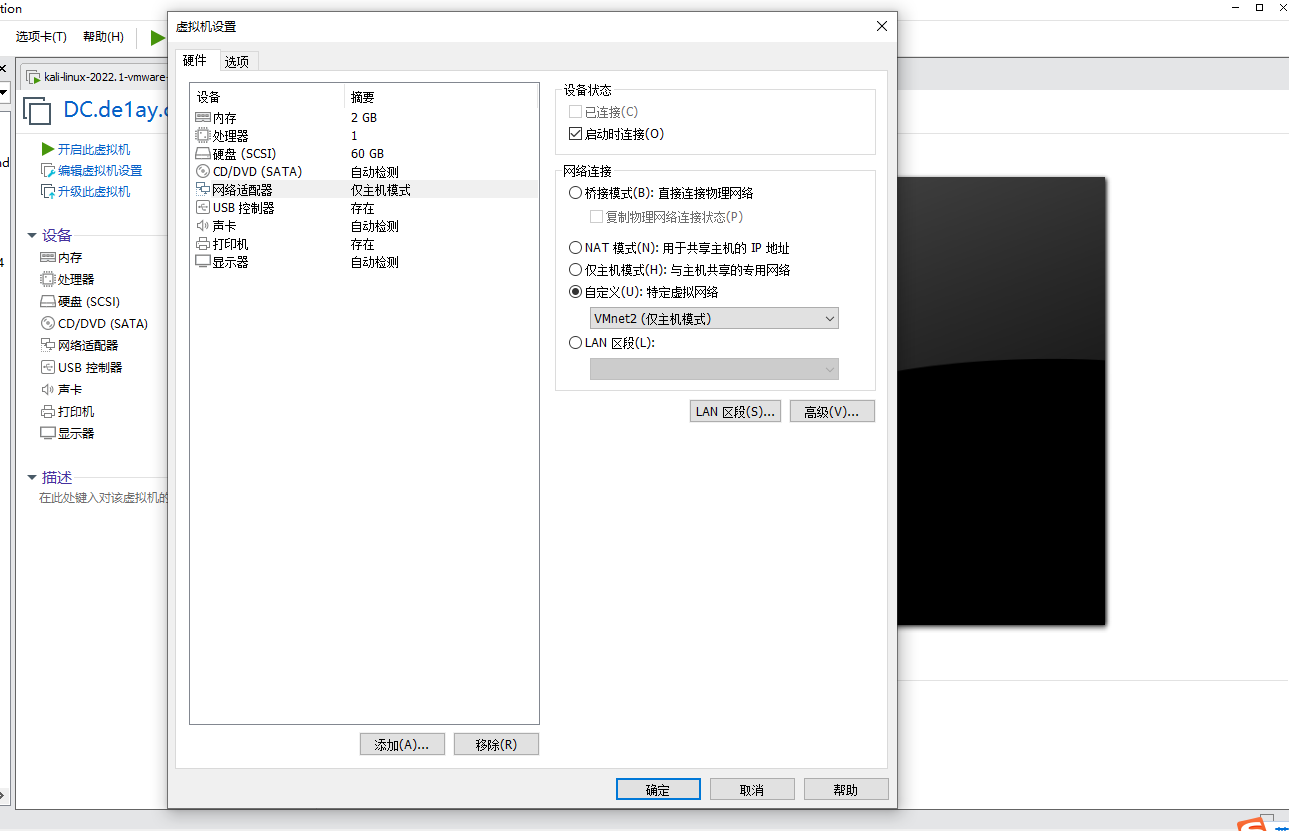 tion
选项卡(T) 帮助(H)
kali-linux-2022.1-vmware-
DC.de1ay.c
开启此虚拟机
编辑虚拟机设置
升级此虚拟机
设备
内存
处理器
硬盘 (SCSI)
CD/DVD (SATA)
网络适配器
USB 控制器
声卡
打印机
显示器
描述
在此处键入对该虚拟机的
虚拟机设置
硬件 选项
设备 摘要
内存 2 GB
处理器 1
硬盘 (SCSI) 60 GB
CD/DVD (SATA) 自动检测
网络适配器 仅主机模式
USB 控制器 存在
声卡 自动检测
打印机 存在
显示器 自动检测
添加(A)... 移除(R)
设备状态
已连接(C)
启动时连接(O)
网络连接
桥接模式(B): 直接连接物理网络
复制物理网络连接状态(P)
NAT 模式(N): 用于共享主机的 IP 地址
仅主机模式(H): 与主机共享的专用网络
自定义(U): 特定虚拟网络
VMnet2 (仅主机模式)
LAN 区段(L):
LAN 区段(S)... 高级(V)...
确定 取消 帮助